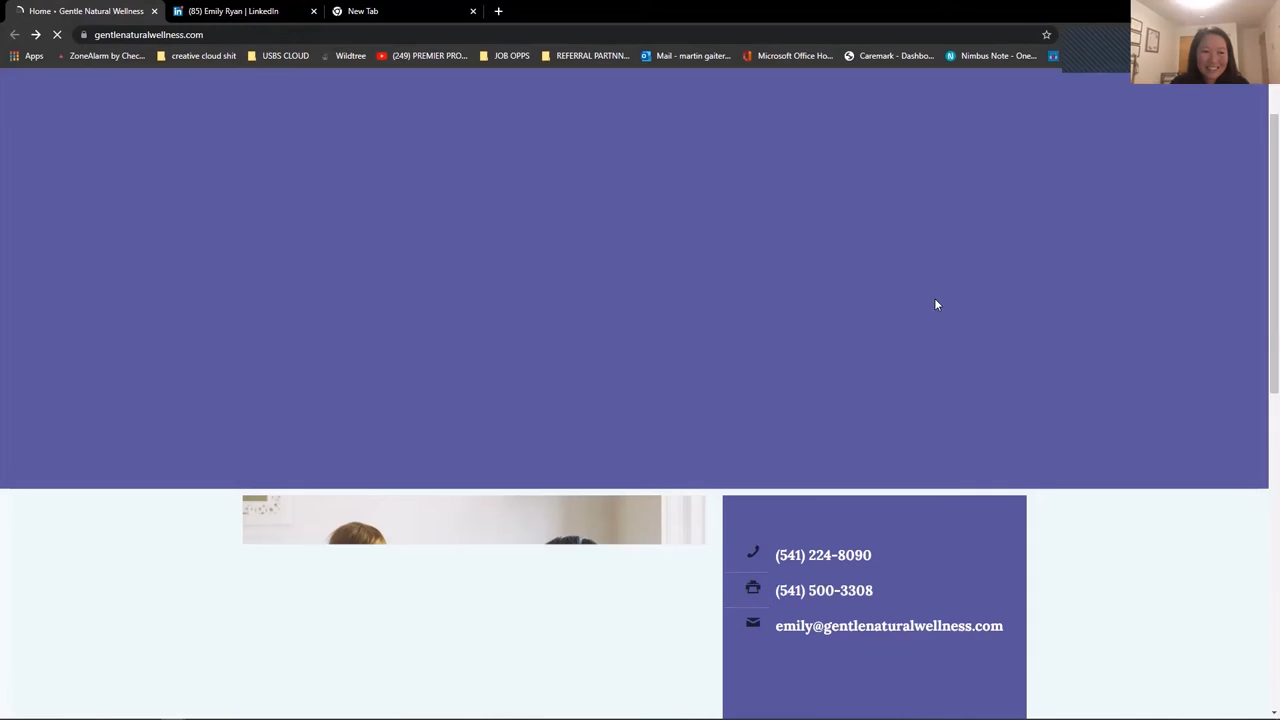 Home - Gentle Natural Wellness
(85) Emily Ryan | LinkedIn
New Tab
gentlenaturalwellness.com
Apps
ZoneAlarm by Chec...
creative cloud shit
USBS CLOUD
Wildtree
(249) PREMIER PRO...
JOB OPPS
REFERRAL PARTNN...
Mail - martin gaiter...
Microsoft Office Ho...
Caremark - Dashbo...
Nimbus Note - One...
(541) 224-8090
(541) 500-3308
emily@gentlenaturalwellness.com